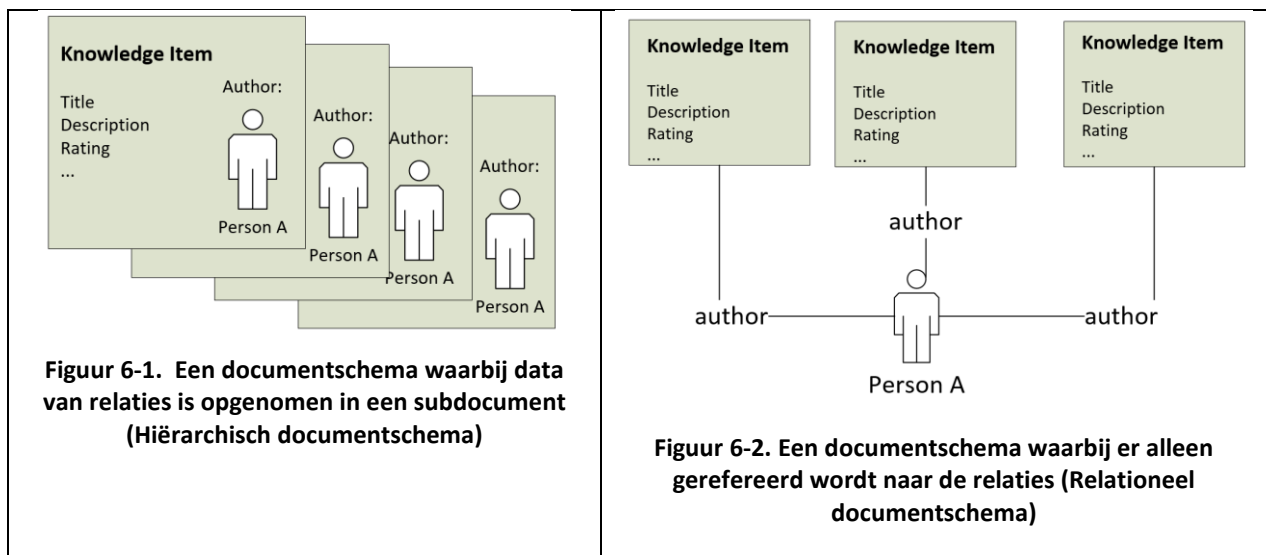 Knowledge Item
Title
Description
Rating
...
Author:
Person A
Author:
Person A
Author:
Person A
Author:
Person A
Figuur 6-1. Een documentschema waarbij data
van relaties is opgenomen in een subdocument
(Hiërarchisch documentschema)
Knowledge Item
Title
Description
Rating
...
Knowledge Item
Title
Description
Rating
...
Knowledge Item
Title
Description
Rating
...
author
author
author
Person A
Figuur 6-2. Een documentschema waarbij er alleen
gerefereerd wordt naar de relaties (Relationeel
documentschema)